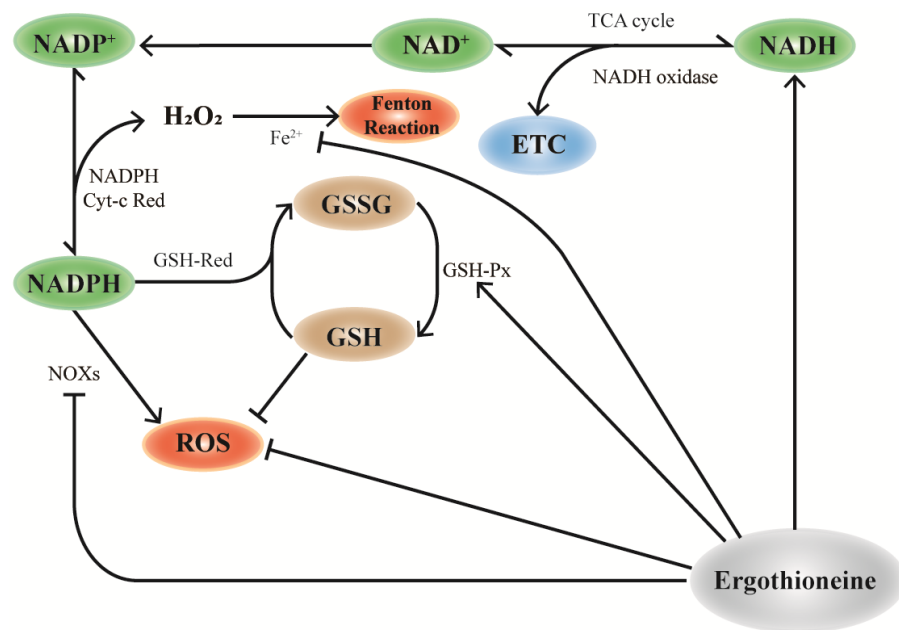 TCA cycle
NADP⁺
NAD⁺
NADH
NADH oxidase
H₂O₂
Fe²⁺
Fenton
Reaction
ETC
NADPH
Cyt-c Red
GSSG
GSH-Red
GSH-Px
NADPH
GSH
NOXs
ROS
Ergothioneine